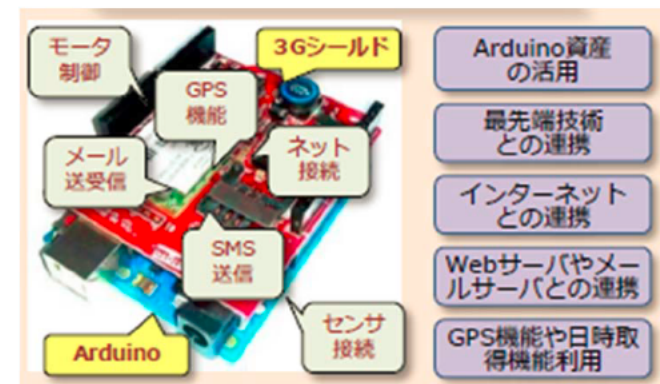 モータ
制御
3Gシールド
GPS
機能
メール
送受信
ネット
接続
SMS
送信
センサ
接続
Arduino
Arduino資産
の活用
最先端技術
との連携
インターネット
との連携
Webサーバやメー
ルサーバとの連携
GPS機能や日時取
得機能利用